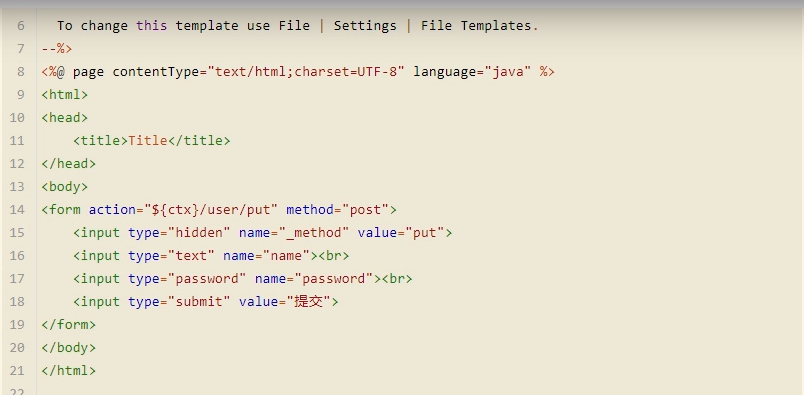 6 To change this template use File | Settings | File Templates.
7 --%>
8 <%@ page contentType="text/html;charset=UTF-8" language="java" %>
9 <html>
10 <head>
11 <title>Title</title>
12 </head>
13 <body>
14 <form action="${ctx}/user/put" method="post">
15 <input type="hidden" name="_method" value="put">
16 <input type="text" name="name"><br>
17 <input type="password" name="password"><br>
18 <input type="submit" value="提交">
19 </form>
20 </body>
21 </html>
22